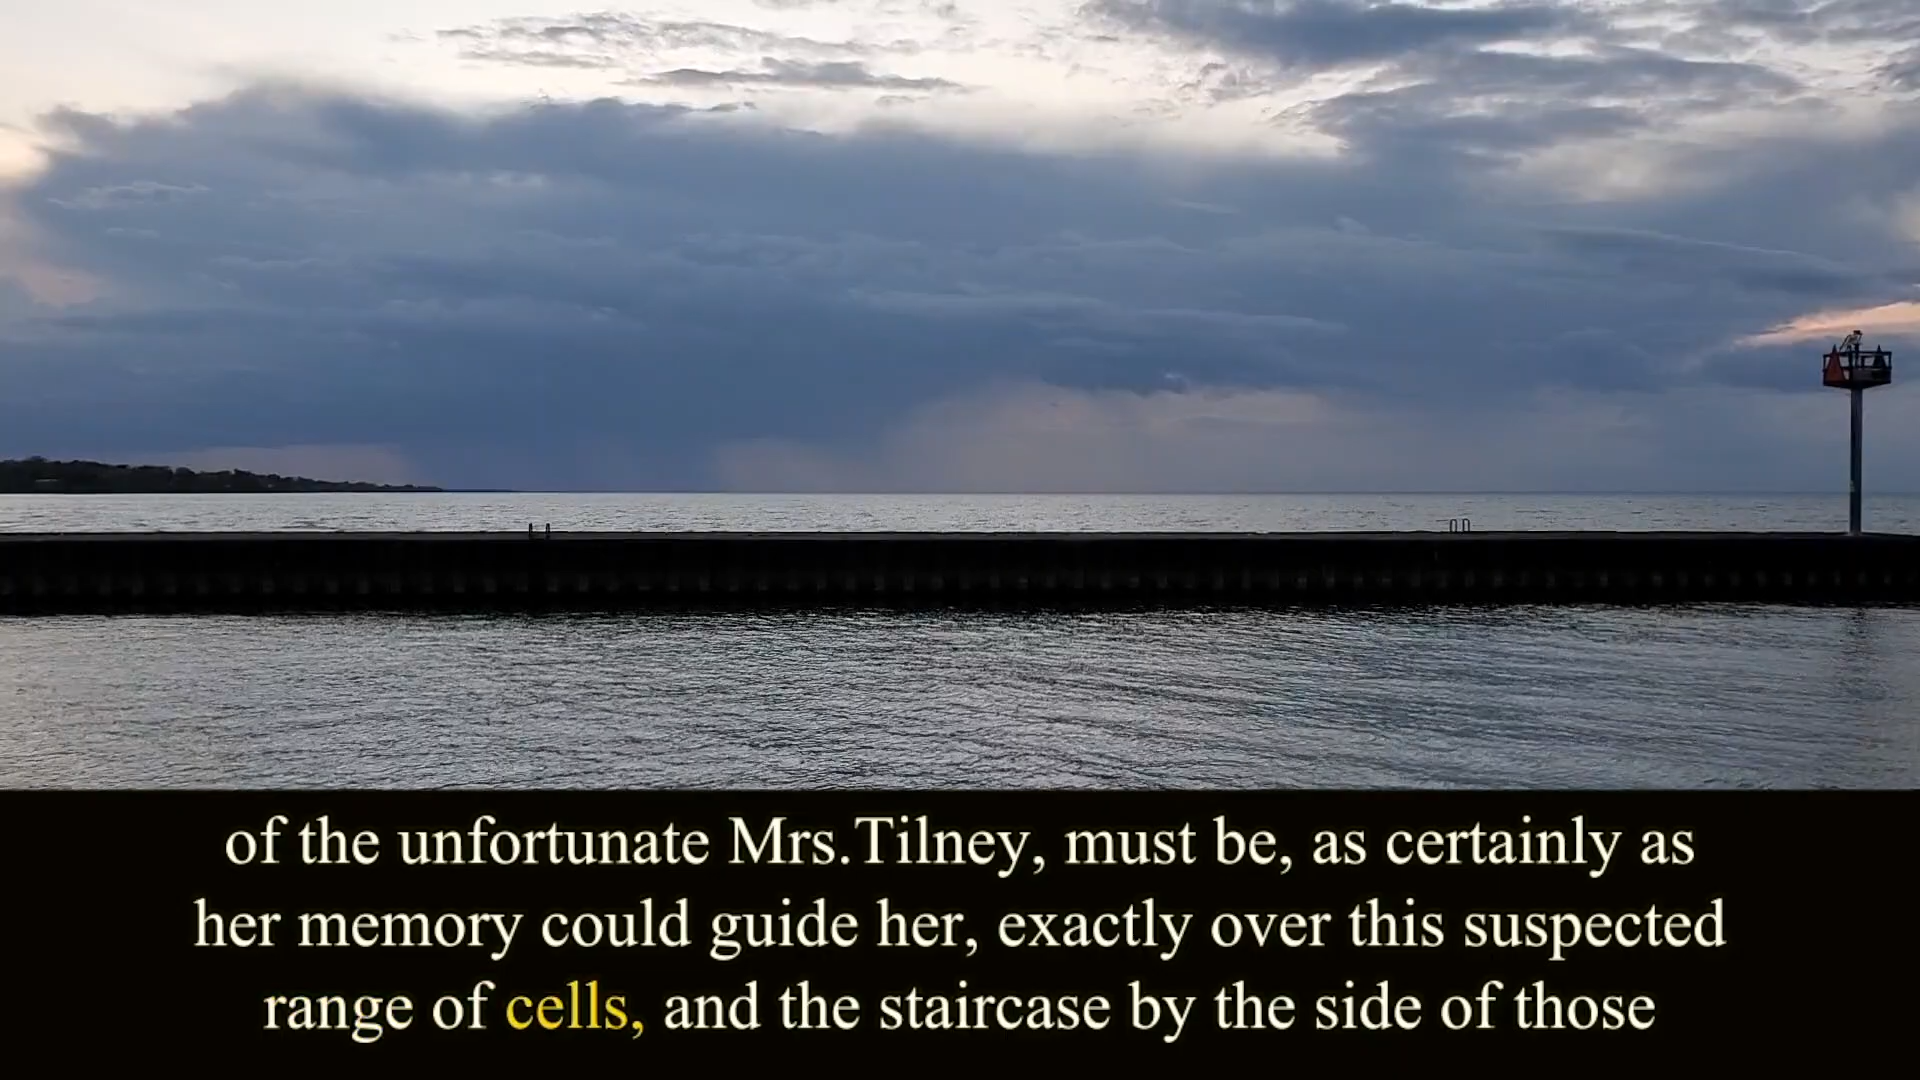 of the unfortunate Mrs.Tilney, must be, as certainly as
her memory could guide her, exactly over this suspected
range of cells, and the staircase by the side of those